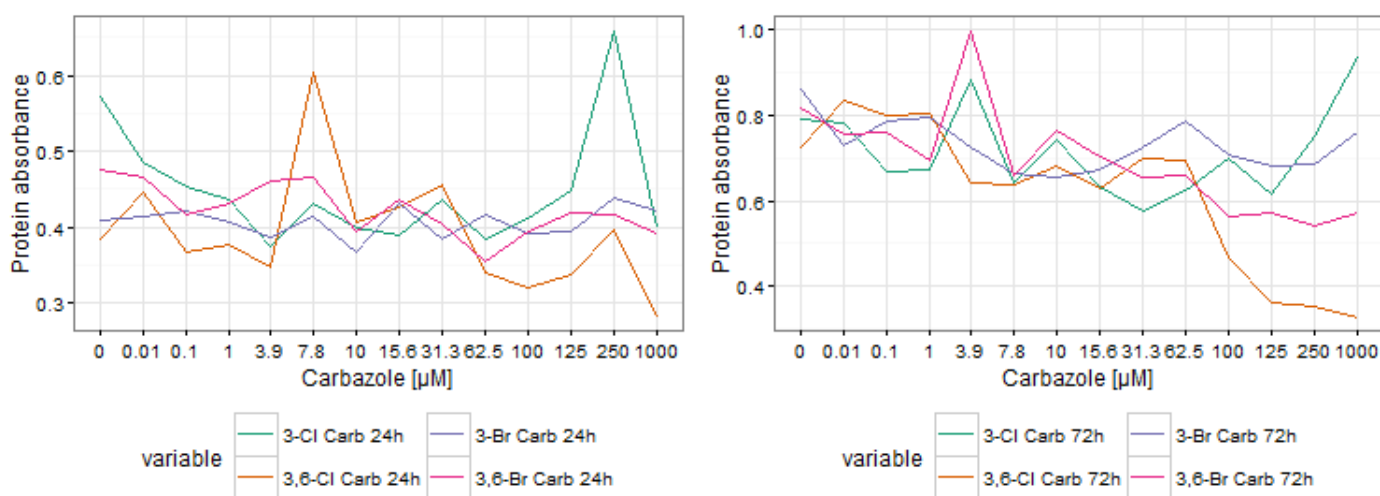 Protein absorbance
0.6
0.5
0.4
0.3
0 0.01 0.1 1 3.9 7.8 10 15.6 31.3 62.5 100 125 250 1000
Carbazole [µM]
variable
3-Cl Carb 24h 3-Br Carb 24h
3,6-Cl Carb 24h 3,6-Br Carb 24h
Protein absorbance
1.0
0.8
0.6
0.4
0 0.01 0.1 1 3.9 7.8 10 15.6 31.3 62.5 100 125 250 1000
Carbazole [µM]
variable
3-Cl Carb 72h 3-Br Carb 72h
3,6-Cl Carb 72h 3,6-Br Carb 72h